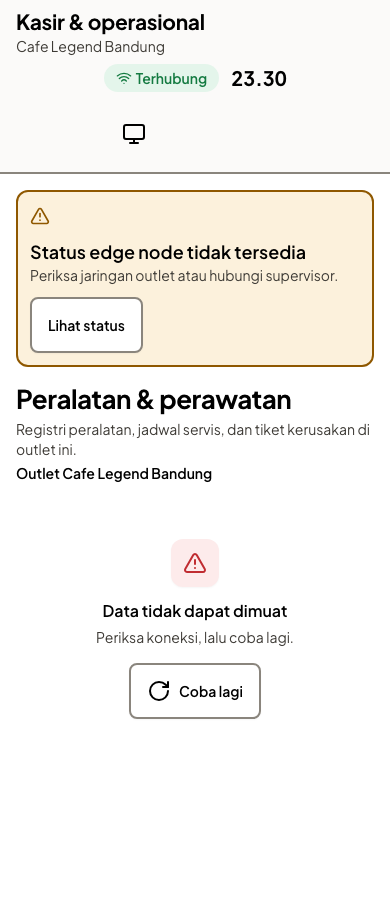 Kasir & operasional
Cafe Legend Bandung
Terhubung 23.30
Status edge node tidak tersedia
Periksa jaringan outlet atau hubungi supervisor.
Lihat status
Peralatan & perawatan
Registri peralatan, jadwal servis, dan tiket kerusakan di
outlet ini.
Outlet Cafe Legend Bandung
Data tidak dapat dimuat
Periksa koneksi, lalu coba lagi.
Coba lagi